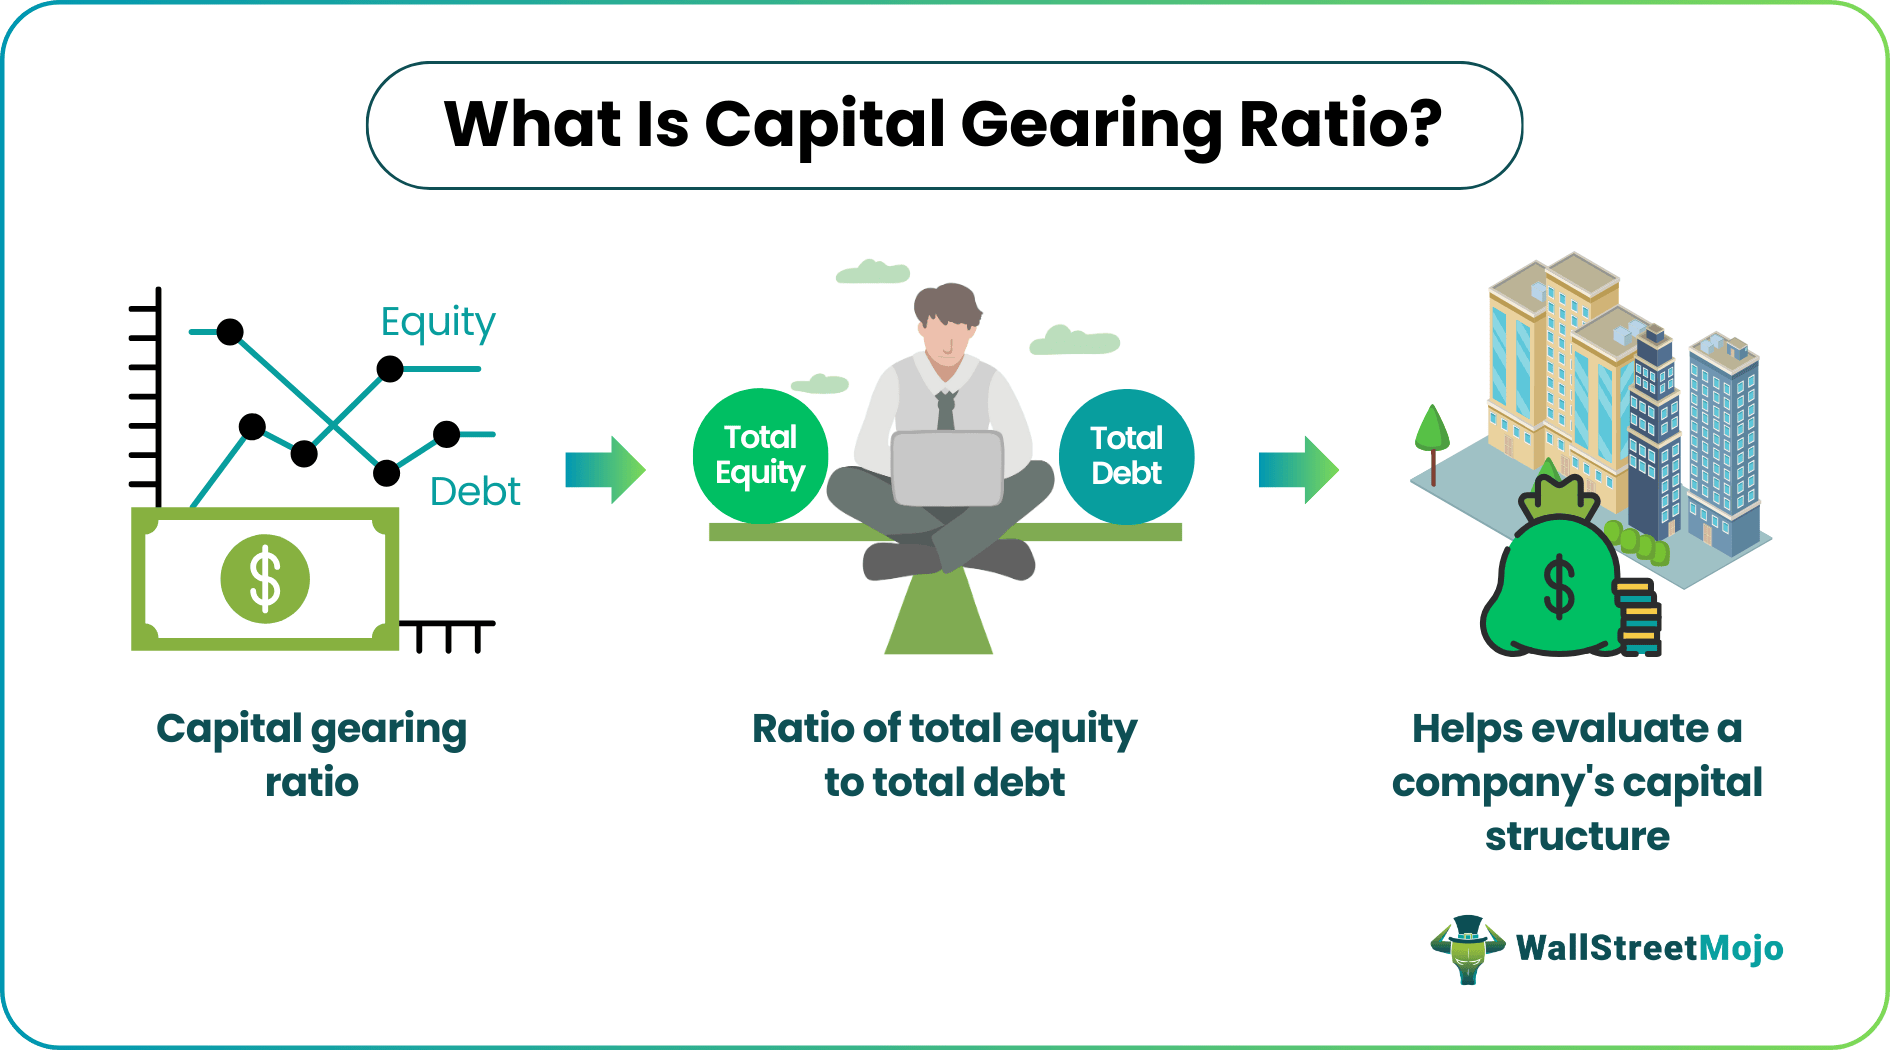 What Is Capital Gearing Ratio?
Equity
Debt
$
Total
Equity
Total
Debt
$
Capital gearing
ratio
Ratio of total equity
to total debt
Helps evaluate a
company's capital
structure
WallStreetMojo